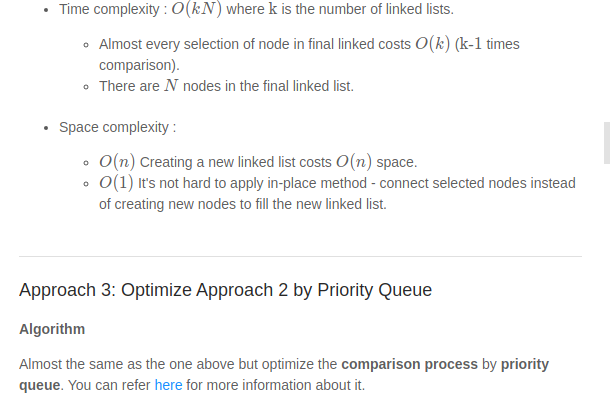 Time complexity : O(kN) where k is the number of linked lists.
Almost every selection of node in final linked costs O(k) (k-1 times
comparison).
There are N nodes in the final linked list.
Space complexity :
O(n) Creating a new linked list costs O(n) space.
O(1) It's not hard to apply in-place method - connect selected nodes instead
of creating new nodes to fill the new linked list.
Approach 3: Optimize Approach 2 by Priority Queue
Algorithm
Almost the same as the one above but optimize the comparison process by priority
queue. You can refer here for more information about it.